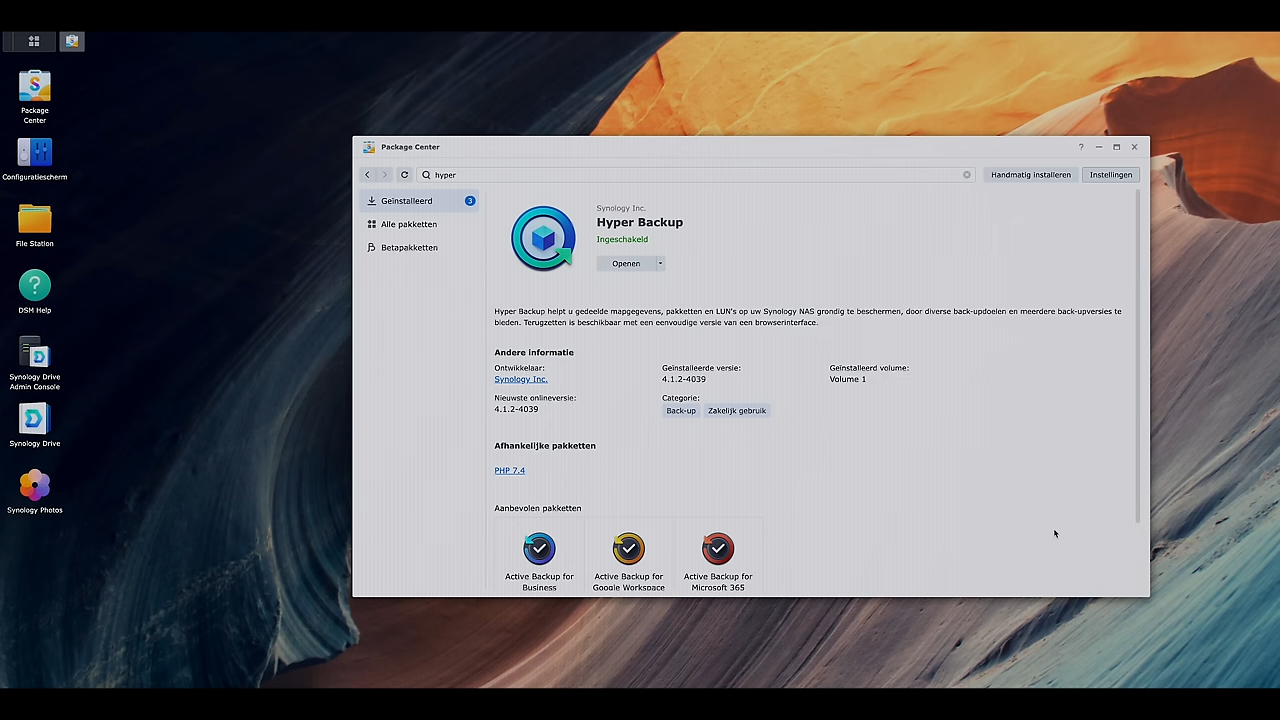 Package
Center
Configuratiescherm
File Station
DSM Help
Synology Drive
Admin Console
Synology Drive
Synology Photos
Package Center
hyper
Handmatig installeren
Instellingen
Geïnstalleerd
3
Alle pakketten
Betapakketten
Synology Inc.
Hyper Backup
Ingeschakeld
Openen
Hyper Backup helpt u gedeelde mapgegevens, pakketten en LUN's op uw Synology NAS grondig te beschermen, door diverse back-updoelen en meerdere back-upversies te
bieden. Terugzetten is beschikbaar met een eenvoudige versie van een browserinterface.
Andere informatie
Ontwikkelaar:
Synology Inc.
Geïnstalleerde versie:
4.1.2-4039
Geïnstalleerd volume:
Volume 1
Nieuwste onlineversie:
4.1.2-4039
Categorie:
Back-up
Zakelijk gebruik
Afhankelijke pakketten
PHP 7.4
Aanbevolen pakketten
Active Backup for
Business
Active Backup for
Google Workspace
Active Backup for
Microsoft 365